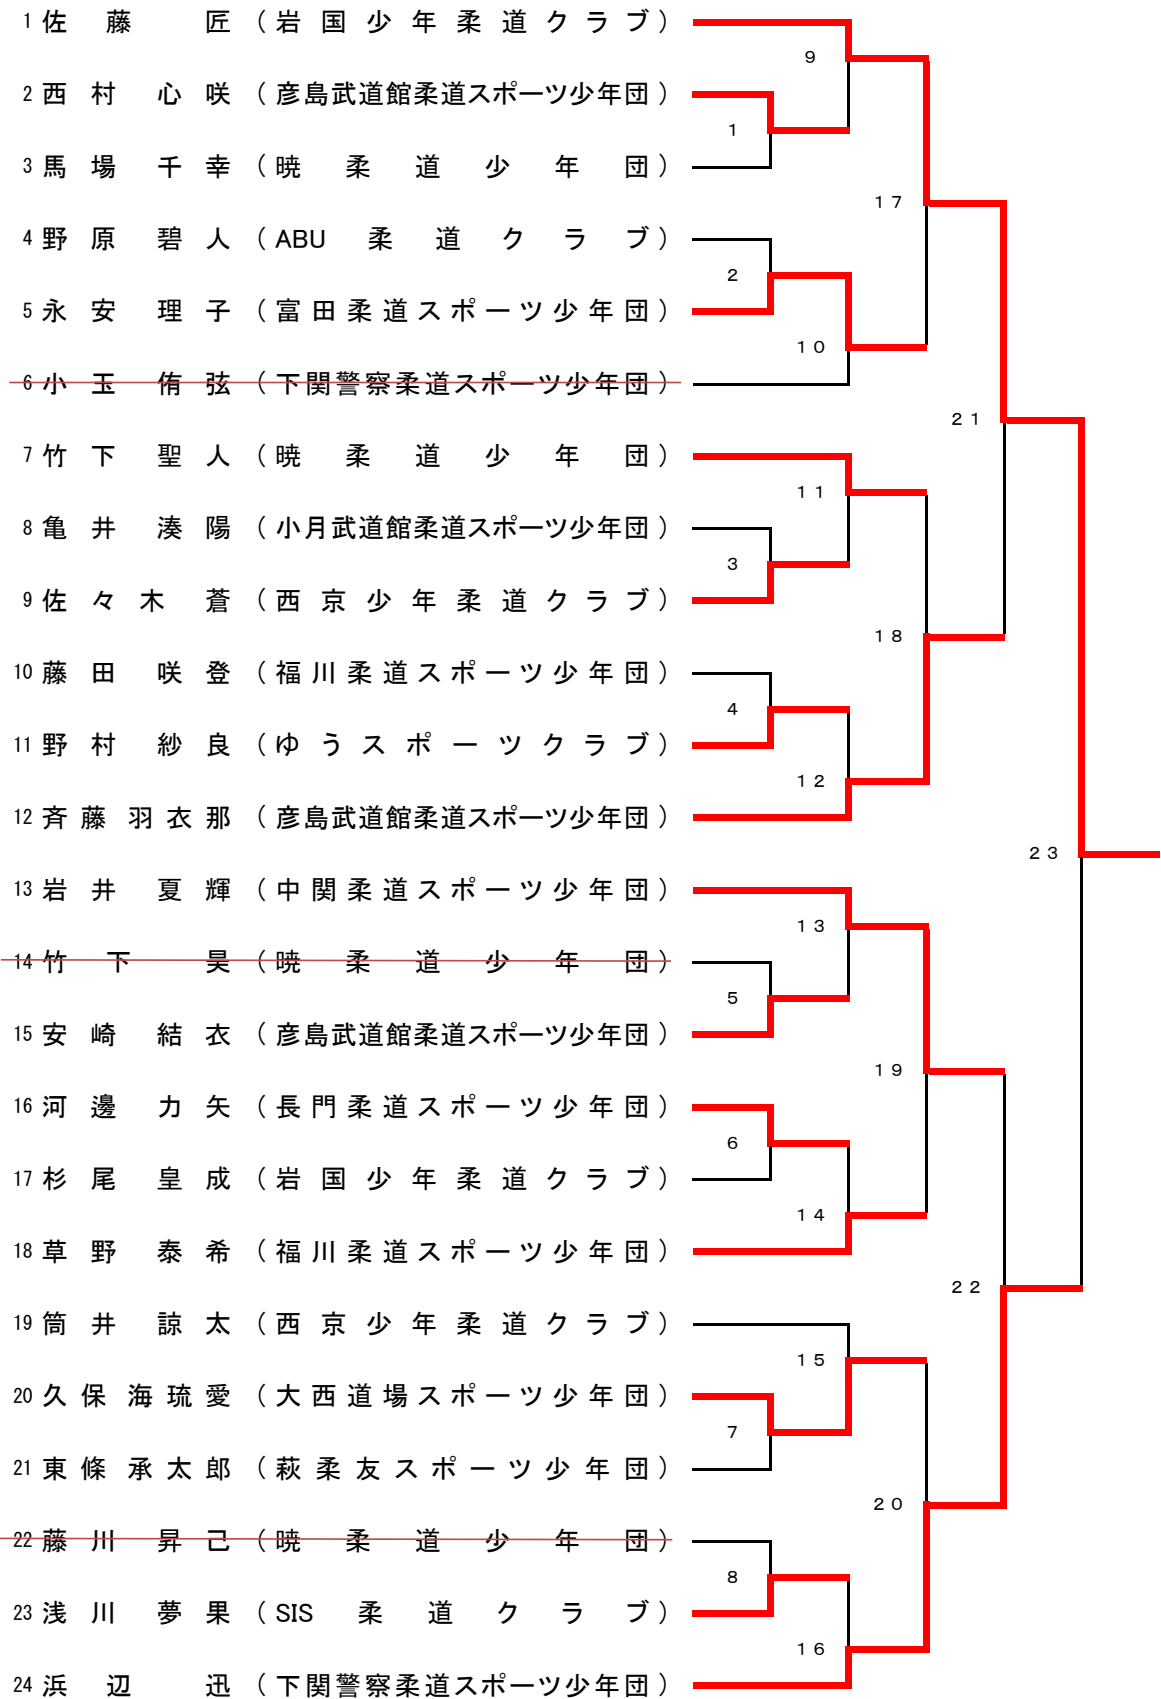 1 佐藤 匠 （岩国少年柔道クラブ）
9
2 西村 心咲 （彦島武道館柔道スポーツ少年団）
1
3 馬場 千幸 （暁柔道少年団）
17
4 野原 碧人 （ABU柔道クラブ）
2
5 永安 理子 （富田柔道スポーツ少年団）
10
6 小玉 侑弦 （下関警察柔道スポーツ少年団）
21
7 竹下 聖人 （暁柔道少年団）
11
8 亀井 湊陽 （小月武道館柔道スポーツ少年団）
3
9 佐々木 蒼 （西京少年柔道クラブ）
18
10 藤田 咲登 （福川柔道スポーツ少年団）
4
11 野村 紗良 （ゆうスポーツクラブ）
12
12 斉藤 羽衣那 （彦島武道館柔道スポーツ少年団）
23
13 岩井 夏輝 （中関柔道スポーツ少年団）
13
14 竹下 昊 （暁柔道少年団）
5
15 安崎 結衣 （彦島武道館柔道スポーツ少年団）
19
16 河邊 力矢 （長門柔道スポーツ少年団）
6
17 杉尾 皇成 （岩国少年柔道クラブ）
14
18 草野 泰希 （福川柔道スポーツ少年団）
22
19 筒井 諒太 （西京少年柔道クラブ）
15
20 久保 海琉愛 （大西道場スポーツ少年団）
7
21 東條 承太郎 （萩柔友スポーツ少年団）
20
22 藤川 昇己 （暁柔道少年団）
8
23 浅川 夢果 （SIS柔道クラブ）
16
24 浜辺 迅 （下関警察柔道スポーツ少年団）